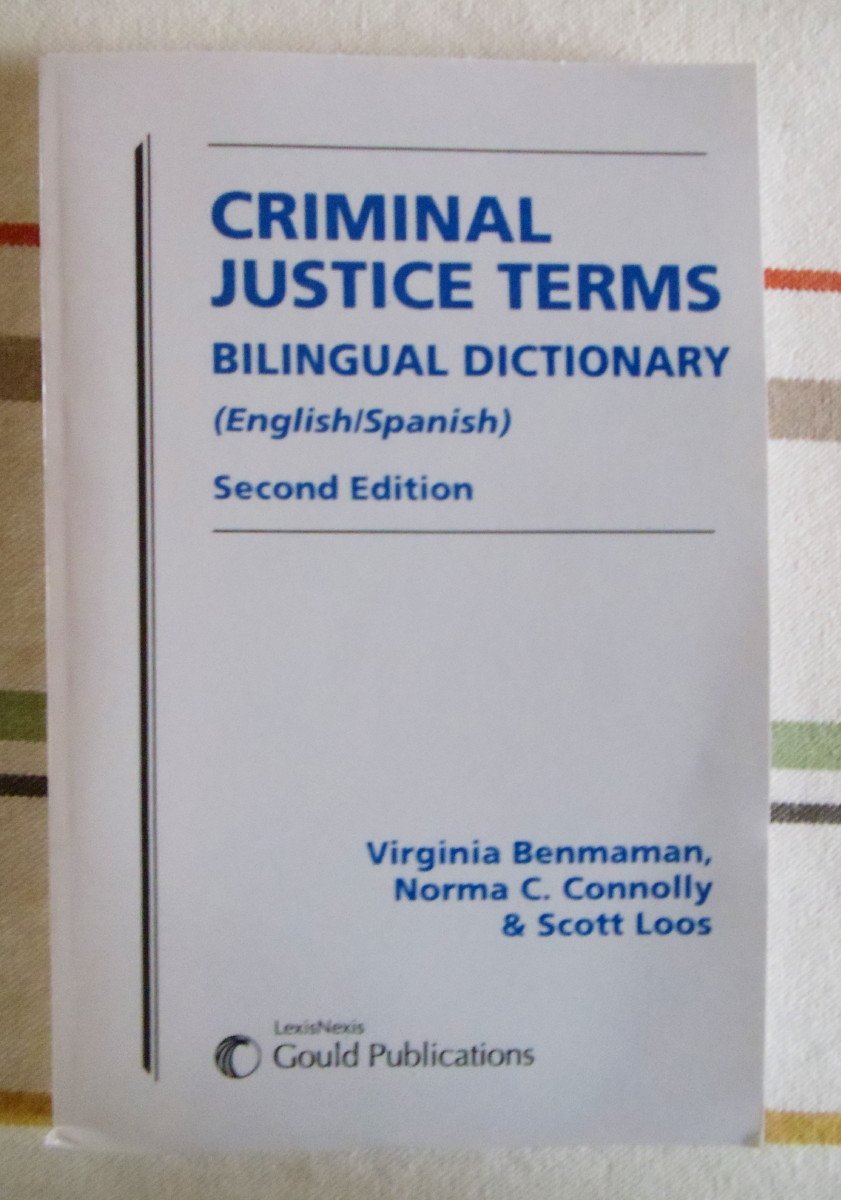 CRIMINAL
JUSTICE TERMS
BILINGUAL DICTIONARY
(English/Spanish)
Second Edition
Virginia Benmaman,
Norma C. Connolly
& Scott Loos
LexisNexis
Gould Publications